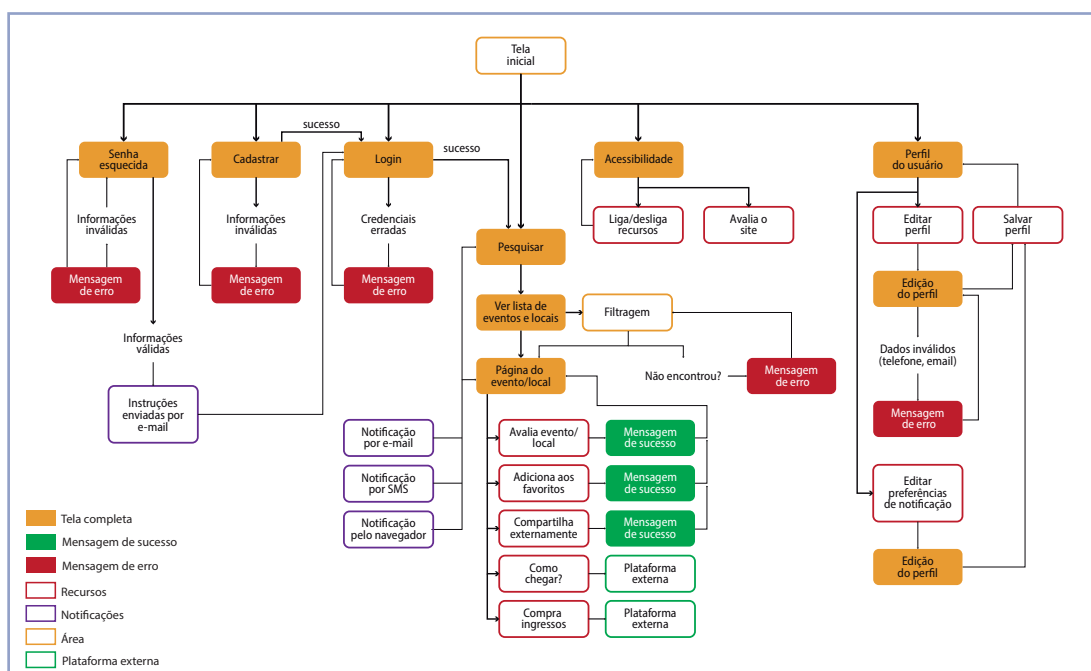 Tela
inicial
sucesso
sucesso
Senha
esquecida
Cadastrar
Login
Acessibilidade
Perfil
do usuário
Informações
inválidas
Informações
inválidas
Credenciais
erradas
Liga/desliga
recursos
Avalia o
site
Editar
perfil
Salvar
perfil
Pesquisar
Mensagem
de erro
Mensagem
de erro
Mensagem
de erro
Edição
do perfil
Ver lista de
eventos e locais
Filtragem
Informações
válidas
Dados inválidos
(telefone, email)
Página do
evento/local
Não encontrou?
Mensagem
de erro
Instruções
enviadas por
e-mail
Mensagem
de erro
Notificação
por e-mail
Avalia evento/
local
Mensagem
de sucesso
Notificação
por SMS
Adiciona aos
favoritos
Mensagem
de sucesso
Editar
preferências
de notificação
Notificação
pelo navegador
Compartilha
externamente
Mensagem
de sucesso
Como
chegar?
Plataforma
externa
Edição
do perfil
Compra
ingressos
Plataforma
externa
Tela completa
Mensagem de sucesso
Mensagem de erro
Recursos
Notificações
Área
Plataforma externa